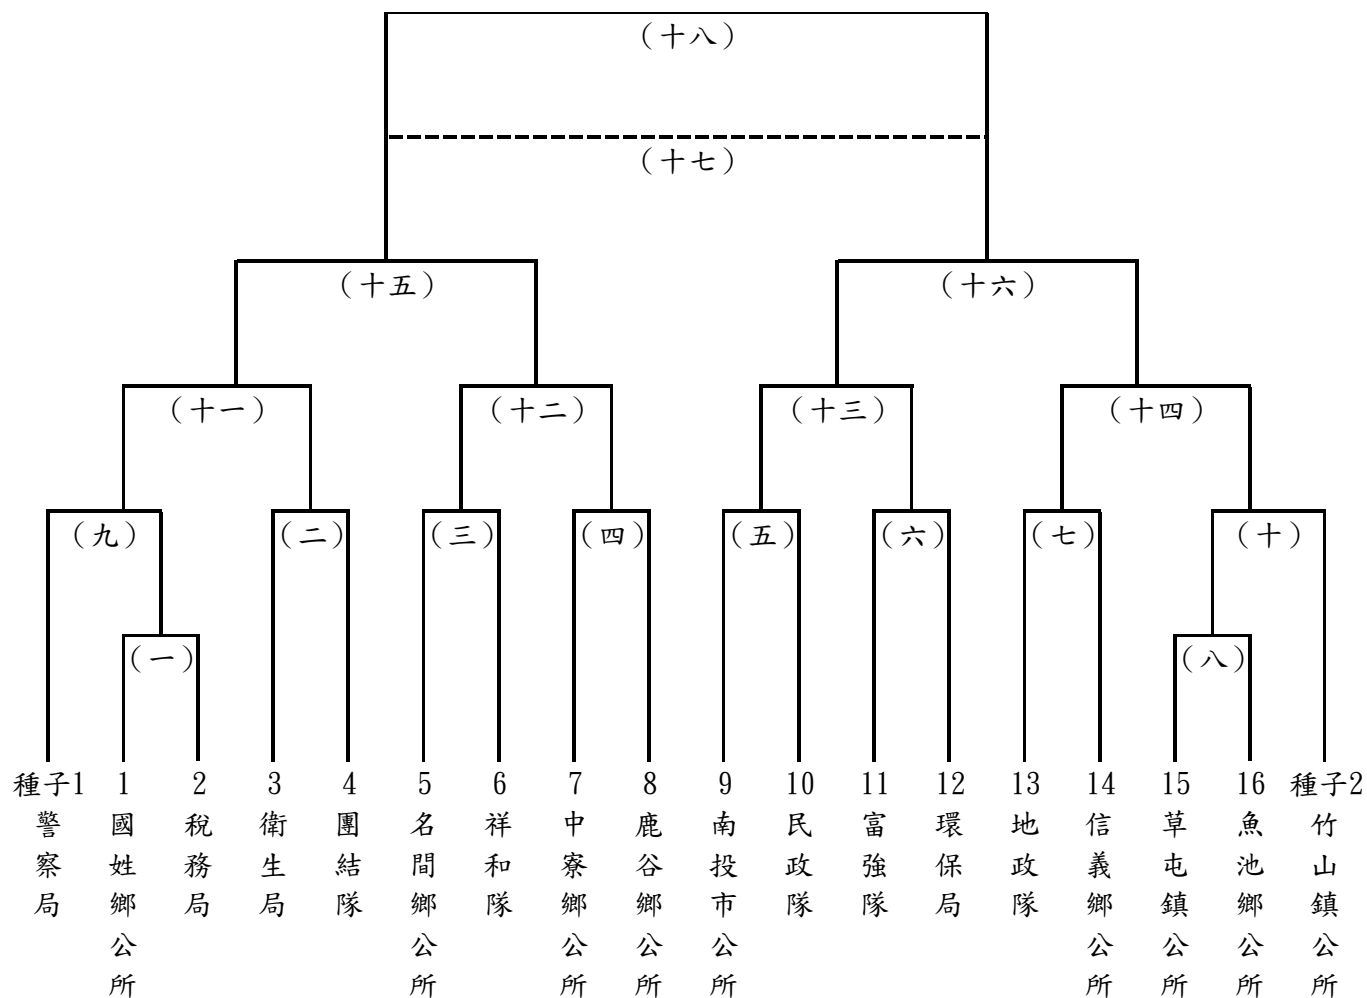 （十八）
（十七）
（十五）
（十六）
（十一）
（十二）
（十三）
（十四）
（九）
（二）
（三）
（四）
（五）
（六）
（七）
（十）
（一）
（八）
種子1
警察局
1
國姓鄉公所
2
稅務局
3
衛生局
4
團結隊
5
名間鄉公所
6
祥和隊
7
中寮鄉公所
8
鹿谷鄉公所
9
南投市公所
10
民政隊
11
富強隊
12
環保局
13
地政隊
14
信義鄉公所
15
草屯鎮公所
16
魚池鄉公所
種子2
竹山鎮公所